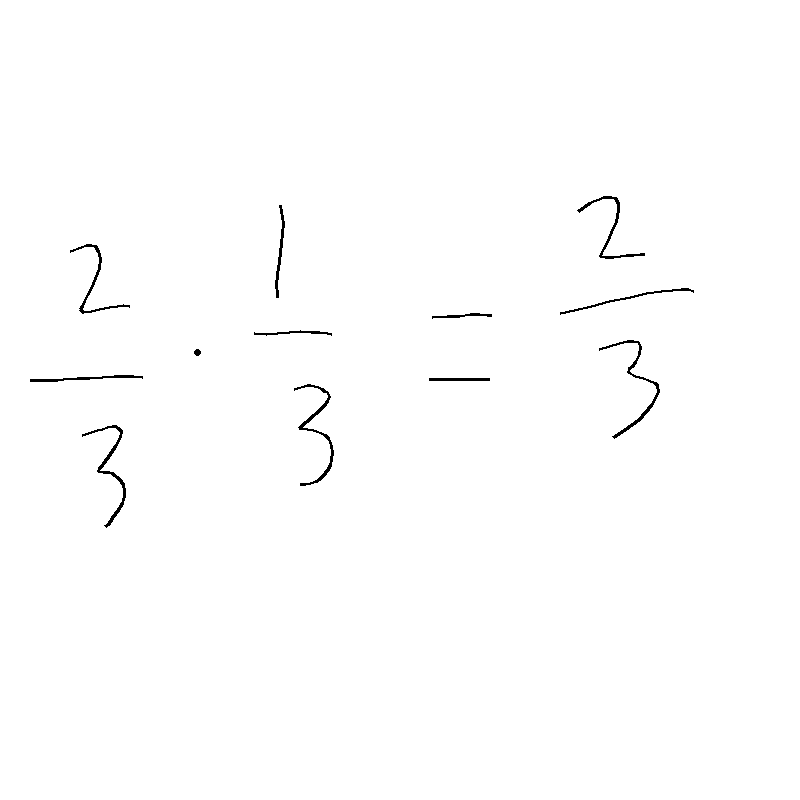 2/3 · 1/3 = 2/3